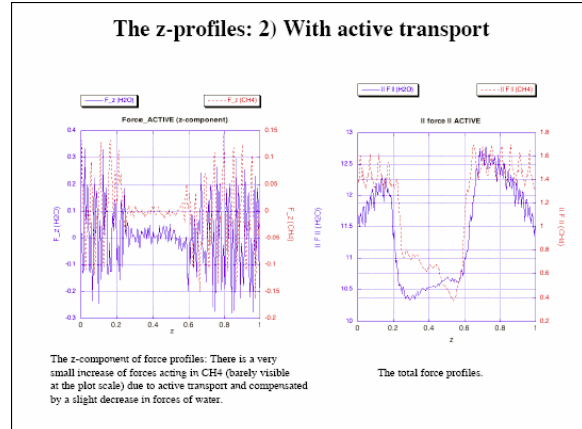 The z-profiles: 2) With active transport
F_z (H2O)
F_z (CH4)
II F II (H2O)
II F II (CH4)
Force_ACTIVE (z-component)
II force II ACTIVE
0.4
0.3
0.2
0.1
0
-0.1
-0.2
-0.3
F_z (H2O)
0.15
0.1
0.05
0
-0.05
-0.1
-0.15
-0.2
F_z (CH4)
0 0.2 0.4 0.6 0.8 1
z
13
12.5
12
11.5
11
10.5
10
II F II (H2O)
1.8
1.6
1.4
1.2
1
0.8
0.6
0.4
0.2
II F II (CH4)
0 0.2 0.4 0.6 0.8 1
z
The z-component of force profiles: There is a very
small increase of forces acting in CH4 (barely visible
at the plot scale) due to active transport and compensated
by a slight decrease in forces of water.
The total force profiles.